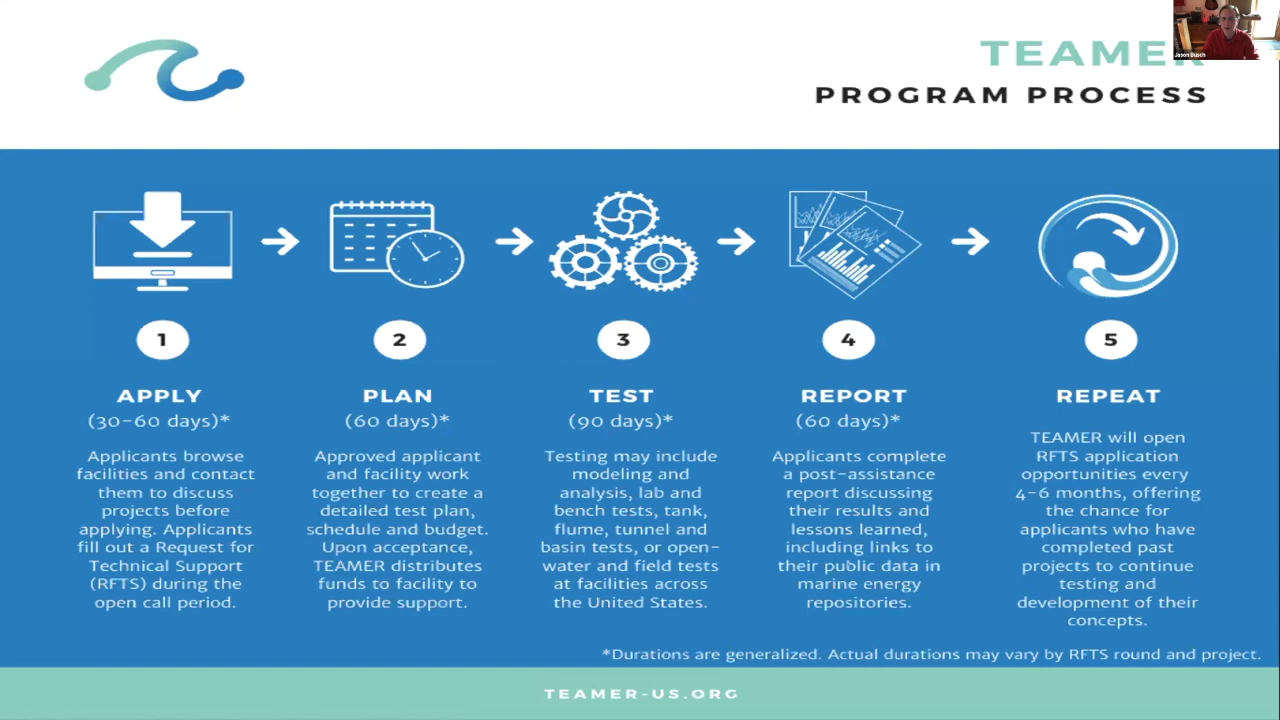 TEAMER
Jason Busch
PROGRAM PROCESS
1
APPLY
(30-60 days)*
Applicants browse
facilities and contact
them to discuss
projects before
applying. Applicants
fill out a Request for
Technical Support
(RFTS) during the
open call period.
2
PLAN
(60 days)*
Approved applicant
and facility work
together to create a
detailed test plan,
schedule and budget.
Upon acceptance,
TEAMER distributes
funds to facility to
provide support.
3
TEST
(90 days)*
Testing may include
modeling and
analysis, lab and
bench tests, tank,
flume, tunnel and
basin tests, or open-
water and field tests
at facilities across
the United States.
4
REPORT
(60 days)*
Applicants complete
a post-assistance
report discussing
their results and
lessons learned,
including links to
their public data in
marine energy
repositories.
5
REPEAT
TEAMER will open
RFTS application
opportunities every
4-6 months, offering
the chance for
applicants who have
completed past
projects to continue
testing and
development of their
concepts.
*Durations are generalized. Actual durations may vary by RFTS round and project.
TEAMER-US.ORG